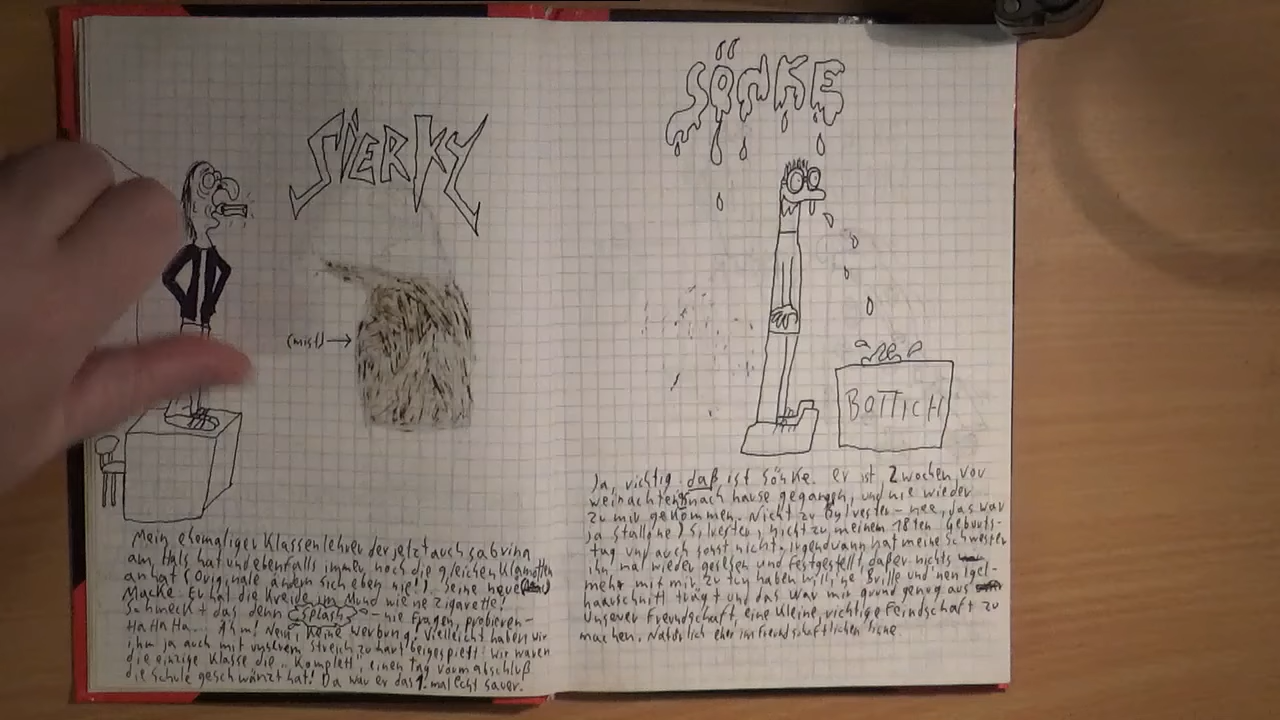 SIERKY
(mist)
Mein ehemaliger Klassenlehrer der jetzt auch sabrina
am Hals hat und ebenfalls immer noch die gleichen Klamotten
an hat (Originale ändern sich eben nie!). Seine neue
Macke: Er hat die Kreide im Mund wie ne Zigarette!
Schmeckt das denn Splash - nie Fragen, probieren-
Ha Ha Ha... Ähm! Nein, Keine Werbung! Vielleicht haben wir
ihm ja auch mit unserem Streich zu hart beigespielt. Wir waren
die einzige Klasse die "Komplett" einen Tag vorm abschluß
die Schule geschwänzt hat! Da war er das 1. mal echt sauer.
SÖNKE
BOTTICH
Ja, richtig daß ist Sönke. er ist 2 wochen vor
weinachten nach hause gegangen, und nie wieder
zu mir gekommen. Nicht zu Sylvester - nee, das war
ja Stallone) Silvester, nicht zu meinem 18ten Geburts-
tag und auch sonst nicht. Irgendwann hat meine Schwester
ihn mal wieder gesehen und festgestellt, daß er nichts
mehr mit mir zu tun haben will, 'ne Brille und 'nen Igel-
haarschnitt trägt und das war mir grund genug aus
unserer Freundschaft, eine kleine, richtige Feindschaft zu
machen. Natürlich eher im freundschaftlichen sinne